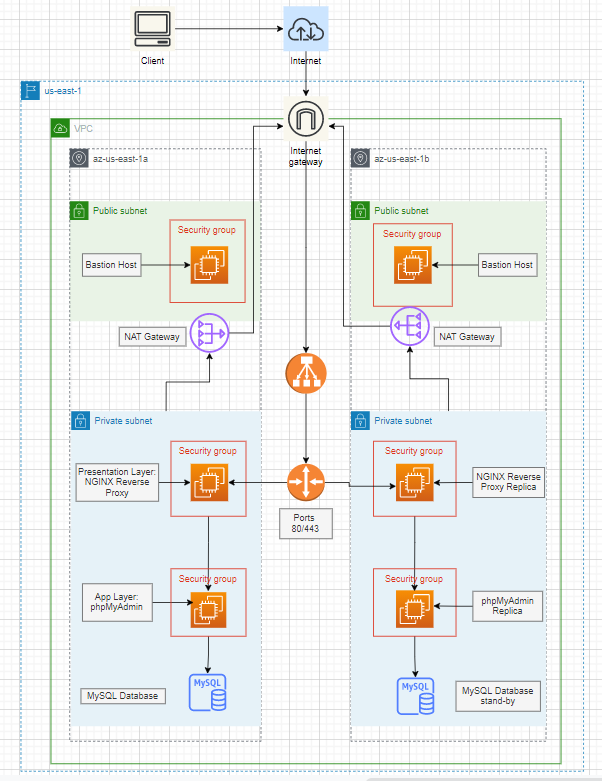 Client
Internet
us-east-1
VPC
Internet
gateway
az-us-east-1a
az-us-east-1b
Public subnet
Public subnet
Security group
Security group
Bastion Host
Bastion Host
NAT Gateway
NAT Gateway
Private subnet
Private subnet
Security group
Security group
Presentation Layer:
NGINX Reverse
Proxy
NGINX Reverse
Proxy Replica
Ports
80/443
Security group
Security group
App Layer:
phpMyAdmin
phpMyAdmin
Replica
MySQL
MySQL
MySQL Database
MySQL Database
stand-by